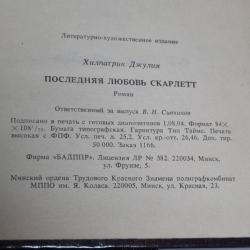 Литературно-художественное издание
Хилпатрик Джулия
ПОСЛЕДНЯЯ ЛЮБОВЬ СКАРЛЕТТ
Роман
Ответственный за выпуск В. Н.
Подписано в печать с готовых диапозитивов 1.08.94. Формат 84×
×108¹/₃₂. Бумага типографская. Гарнитура Тип Таймс. Печать
высокая с ФПФ. Усл. печ. л. 25,2. Усл. кр.-отт. 26,46. Доп. тир.
50 000. Заказ 1166.
Фирма «БАДППР». Лицензия ЛР № 382. 220034, Минск,
ул. Фрунзе, 5.
Минский ордена Трудового Красного Знамени полиграфкомбинат
МППО им. Я. Коласа. 220005, Минск, ул. Красная, 23.